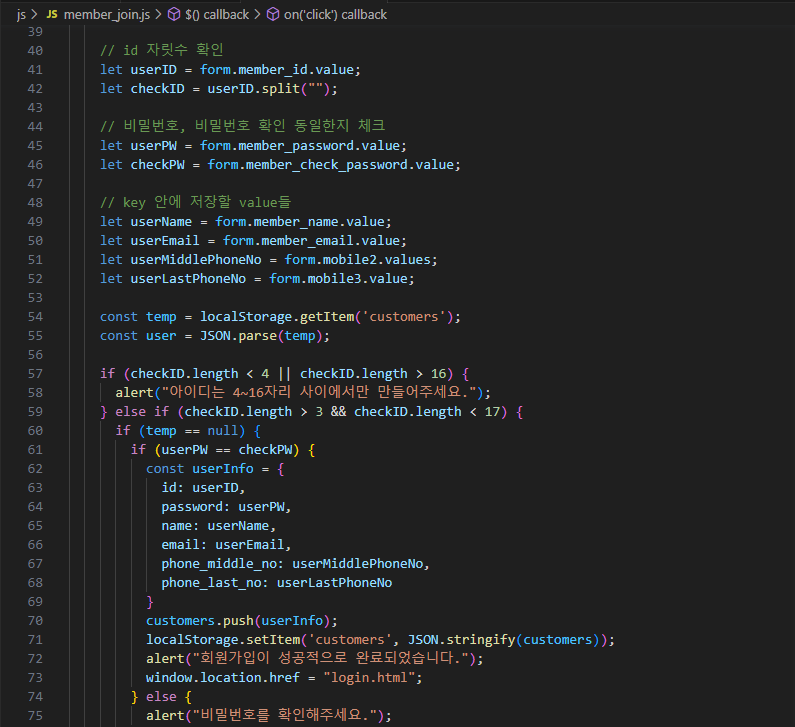 js > JS member_join.js > $() callback > on('click') callback
39
40 // id 자릿수 확인
41 let userID = form.member_id.value;
42 let checkID = userID.split("");
43
44 // 비밀번호, 비밀번호 확인 동일한지 체크
45 let userPW = form.member_password.value;
46 let checkPW = form.member_check_password.value;
47
48 // key 안에 저장할 value들
49 let userName = form.member_name.value;
50 let userEmail = form.member_email.value;
51 let userMiddlePhoneNo = form.mobile2.values;
52 let userLastPhoneNo = form.mobile3.value;
53
54 const temp = localStorage.getItem('customers');
55 const user = JSON.parse(temp);
56
57 if (checkID.length < 4 || checkID.length > 16) {
58 alert("아이디는 4~16자리 사이에서만 만들어주세요.");
59 } else if (checkID.length > 3 && checkID.length < 17) {
60 if (temp == null) {
61 if (userPW == checkPW) {
62 const userInfo = {
63 id: userID,
64 password: userPW,
65 name: userName,
66 email: userEmail,
67 phone_middle_no: userMiddlePhoneNo,
68 phone_last_no: userLastPhoneNo
69 }
70 customers.push(userInfo);
71 localStorage.setItem('customers', JSON.stringify(customers));
72 alert("회원가입이 성공적으로 완료되었습니다.");
73 window.location.href = "login.html";
74 } else {
75 alert("비밀번호를 확인해주세요.");